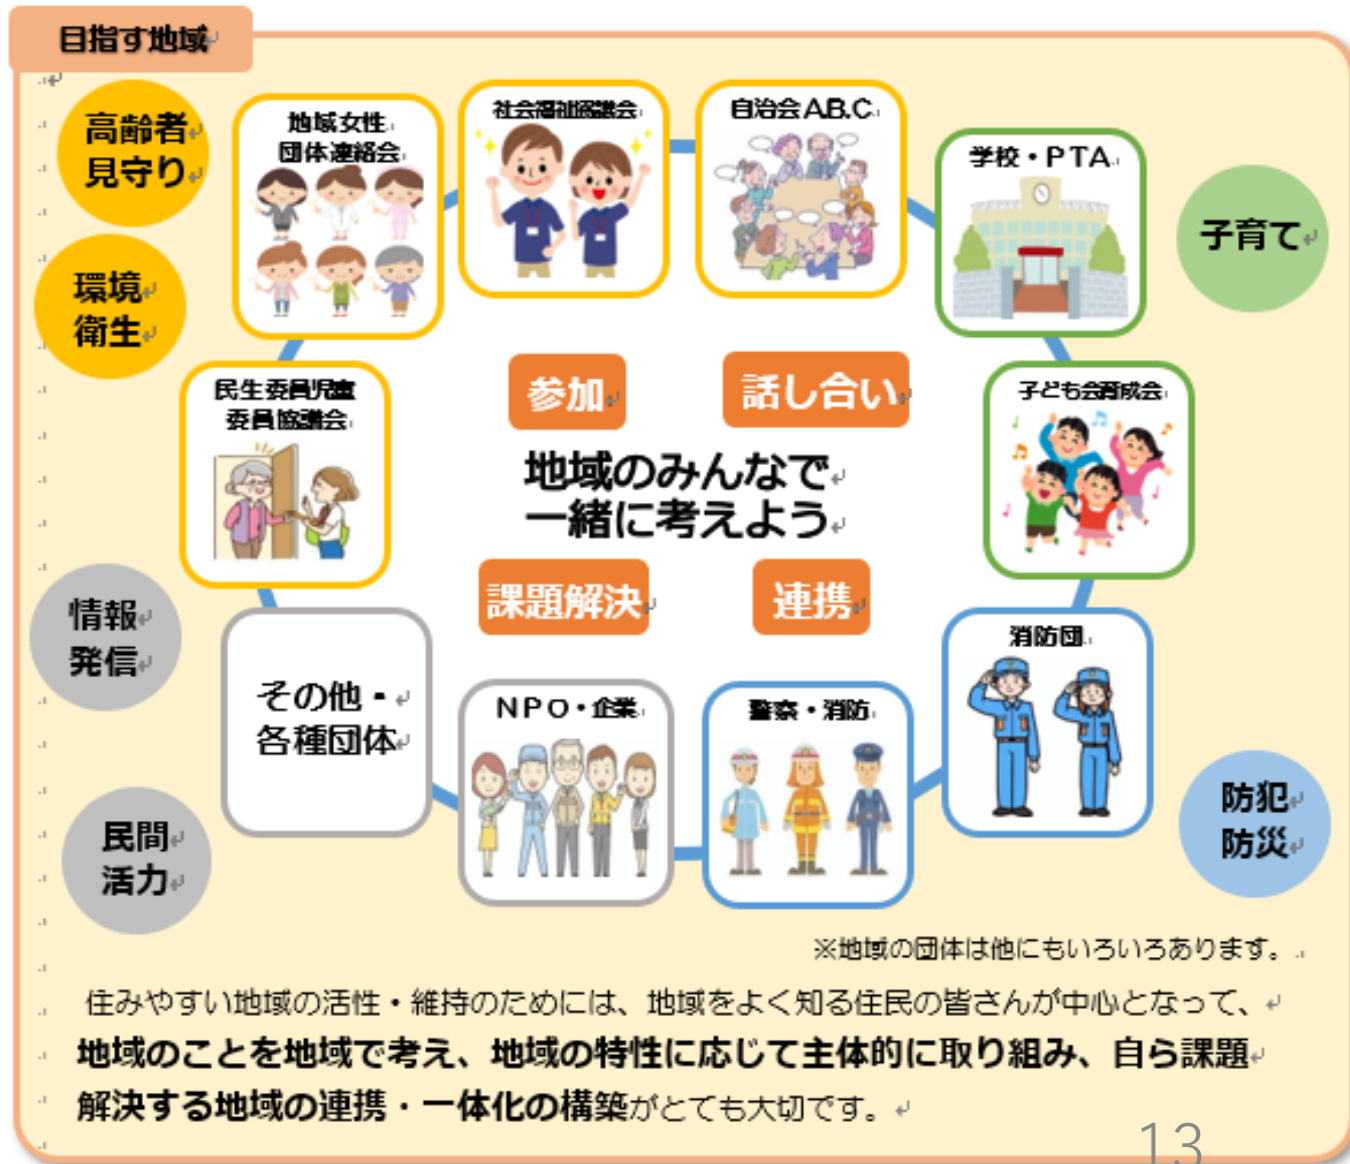 目指す地域
高齢者
見守り
地域女性
団体連絡会
社会福祉協議会
自治会 A.B.C.
学校・PTA
子育て
環境
衛生
民生委員児童
委員協議会
参加
話し合い
子ども会育成会
地域のみんなで
一緒に考えよう
課題解決
連携
情報
発信
その他・
各種団体
NPO・企業
警察・消防
消防団
民間
活力
防犯
防災
※地域の団体は他にもいろいろあります。
住みやすい地域の活性・維持のためには、地域をよく知る住民の皆さんが中心となって、
地域のことを地域で考え、地域の特性に応じて主体的に取り組み、自ら課題
解決する地域の連携・一体化の構築がとても大切です。
13